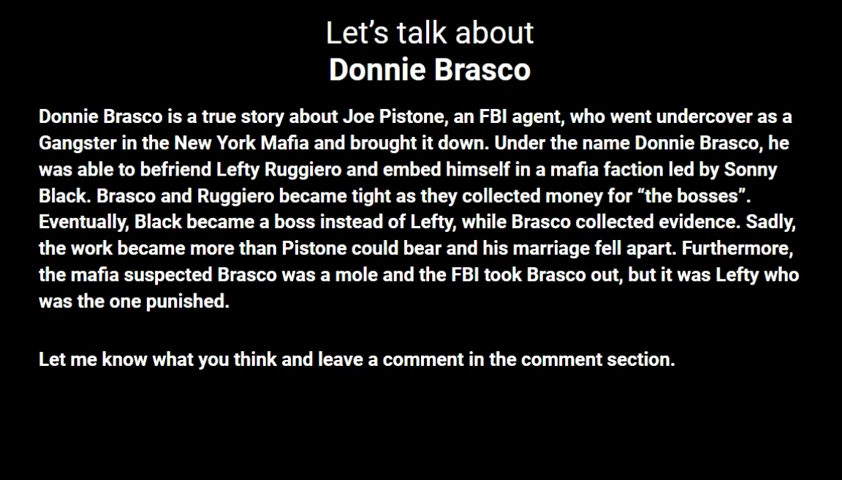 Let’s talk about
Donnie Brasco
Donnie Brasco is a true story about Joe Pistone, an FBI agent, who went undercover as a
Gangster in the New York Mafia and brought it down. Under the name Donnie Brasco, he
was able to befriend Lefty Ruggiero and embed himself in a mafia faction led by Sonny
Black. Brasco and Ruggiero became tight as they collected money for “the bosses”.
Eventually, Black became a boss instead of Lefty, while Brasco collected evidence. Sadly,
the work became more than Pistone could bear and his marriage fell apart. Furthermore,
the mafia suspected Brasco was a mole and the FBI took Brasco out, but it was Lefty who
was the one punished.
Let me know what you think and leave a comment in the comment section.